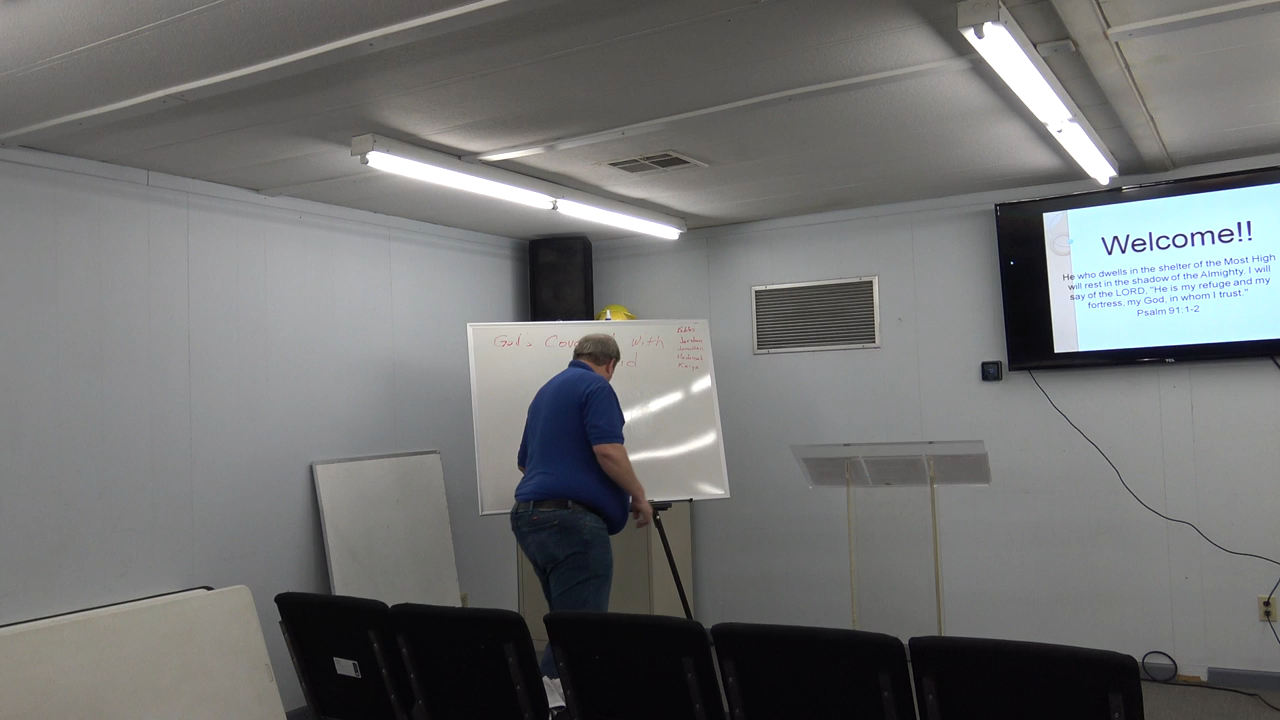 God's Cov with
Welcome!!
He who dwells in the shelter of the Most High
will rest in the shadow of the Almighty. I will
say of the LORD, "He is my refuge and my
fortress, my God, in whom I trust."
Psalm 91:1-2
TCL